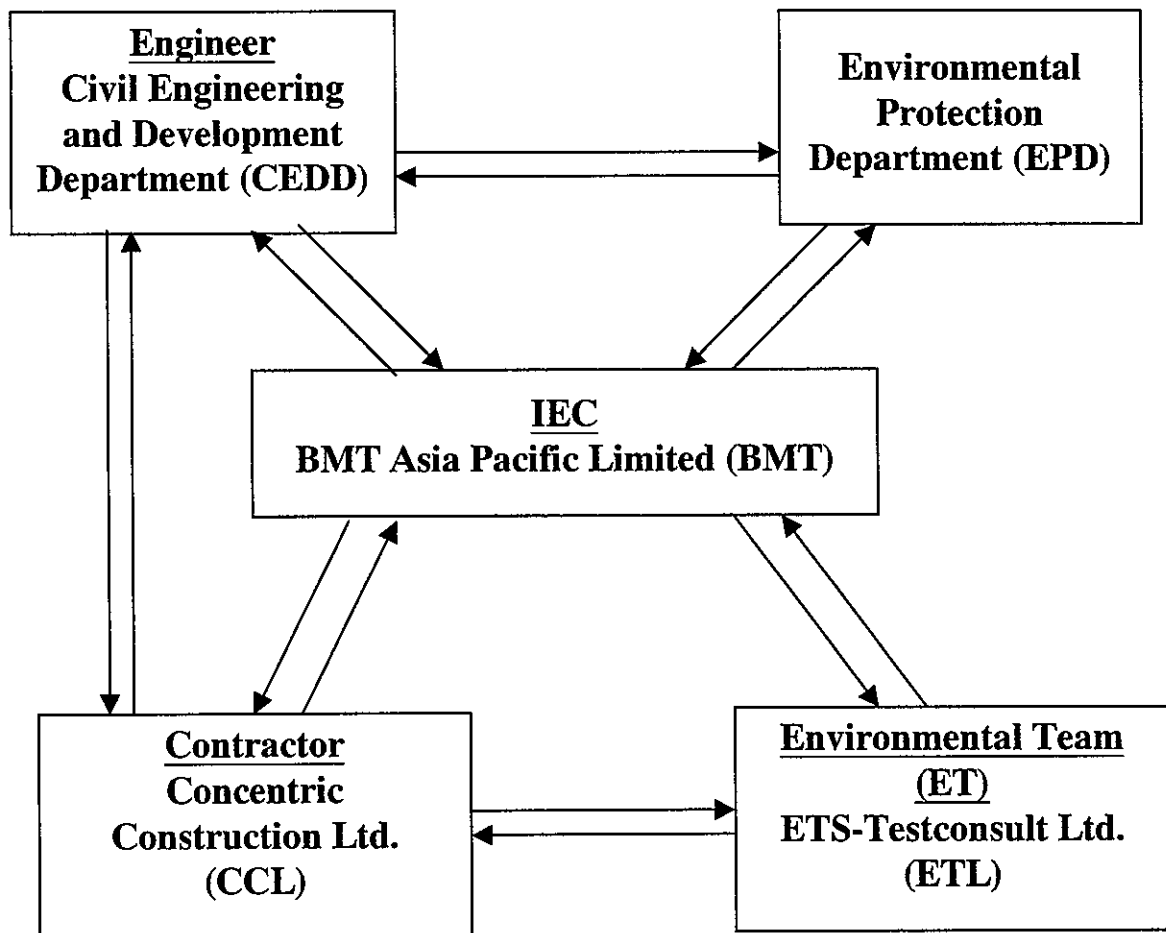 Engineer
Civil Engineering
and Development
Department (CEDD)
Environmental
Protection
Department (EPD)
IEC
BMT Asia Pacific Limited (BMT)
Contractor
Concentric
Construction Ltd.
(CCL)
Environmental Team
(ET)
ETS-Testconsult Ltd.
(ETL)